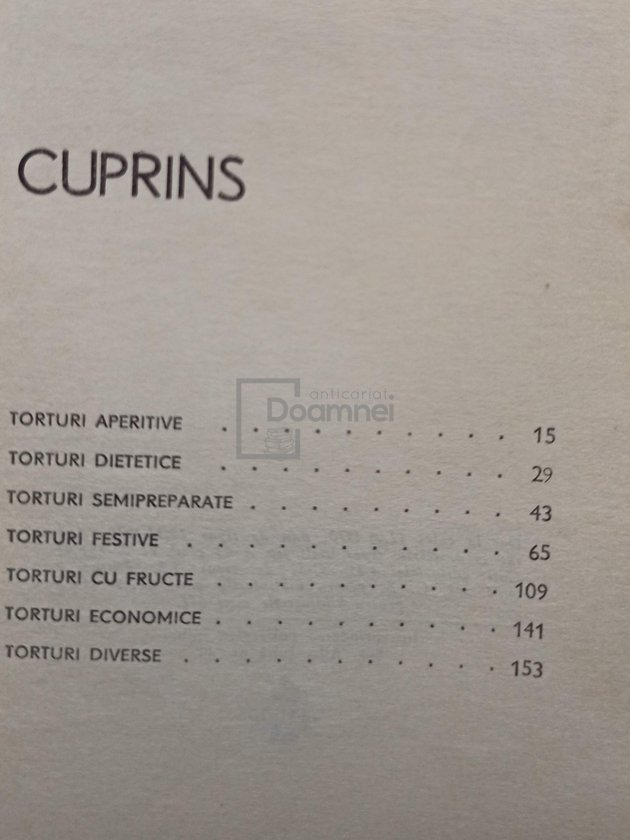 CUPRINS
anticariat
Doamnei
TORTURI APERITIVE . . . . . . . . . . 15
TORTURI DIETETICE . . . . . . . . . . 29
TORTURI SEMIPREPARATE . . . . . . . . . 43
TORTURI FESTIVE . . . . . . . . . . . 65
TORTURI CU FRUCTE . . . . . . . . . . 109
TORTURI ECONOMICE . . . . . . . . . . 141
TORTURI DIVERSE . . . . . . . . . . . 153